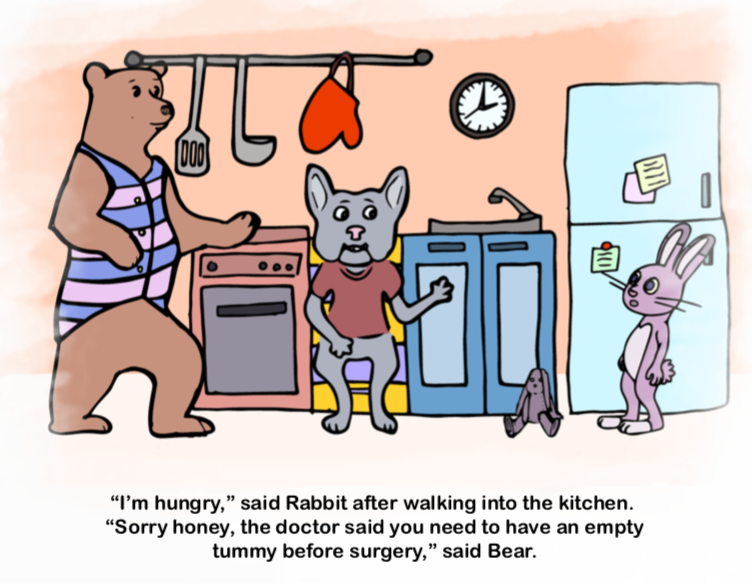 “I’m hungry,” said Rabbit after walking into the kitchen.
“Sorry honey, the doctor said you need to have an empty
tummy before surgery,” said Bear.